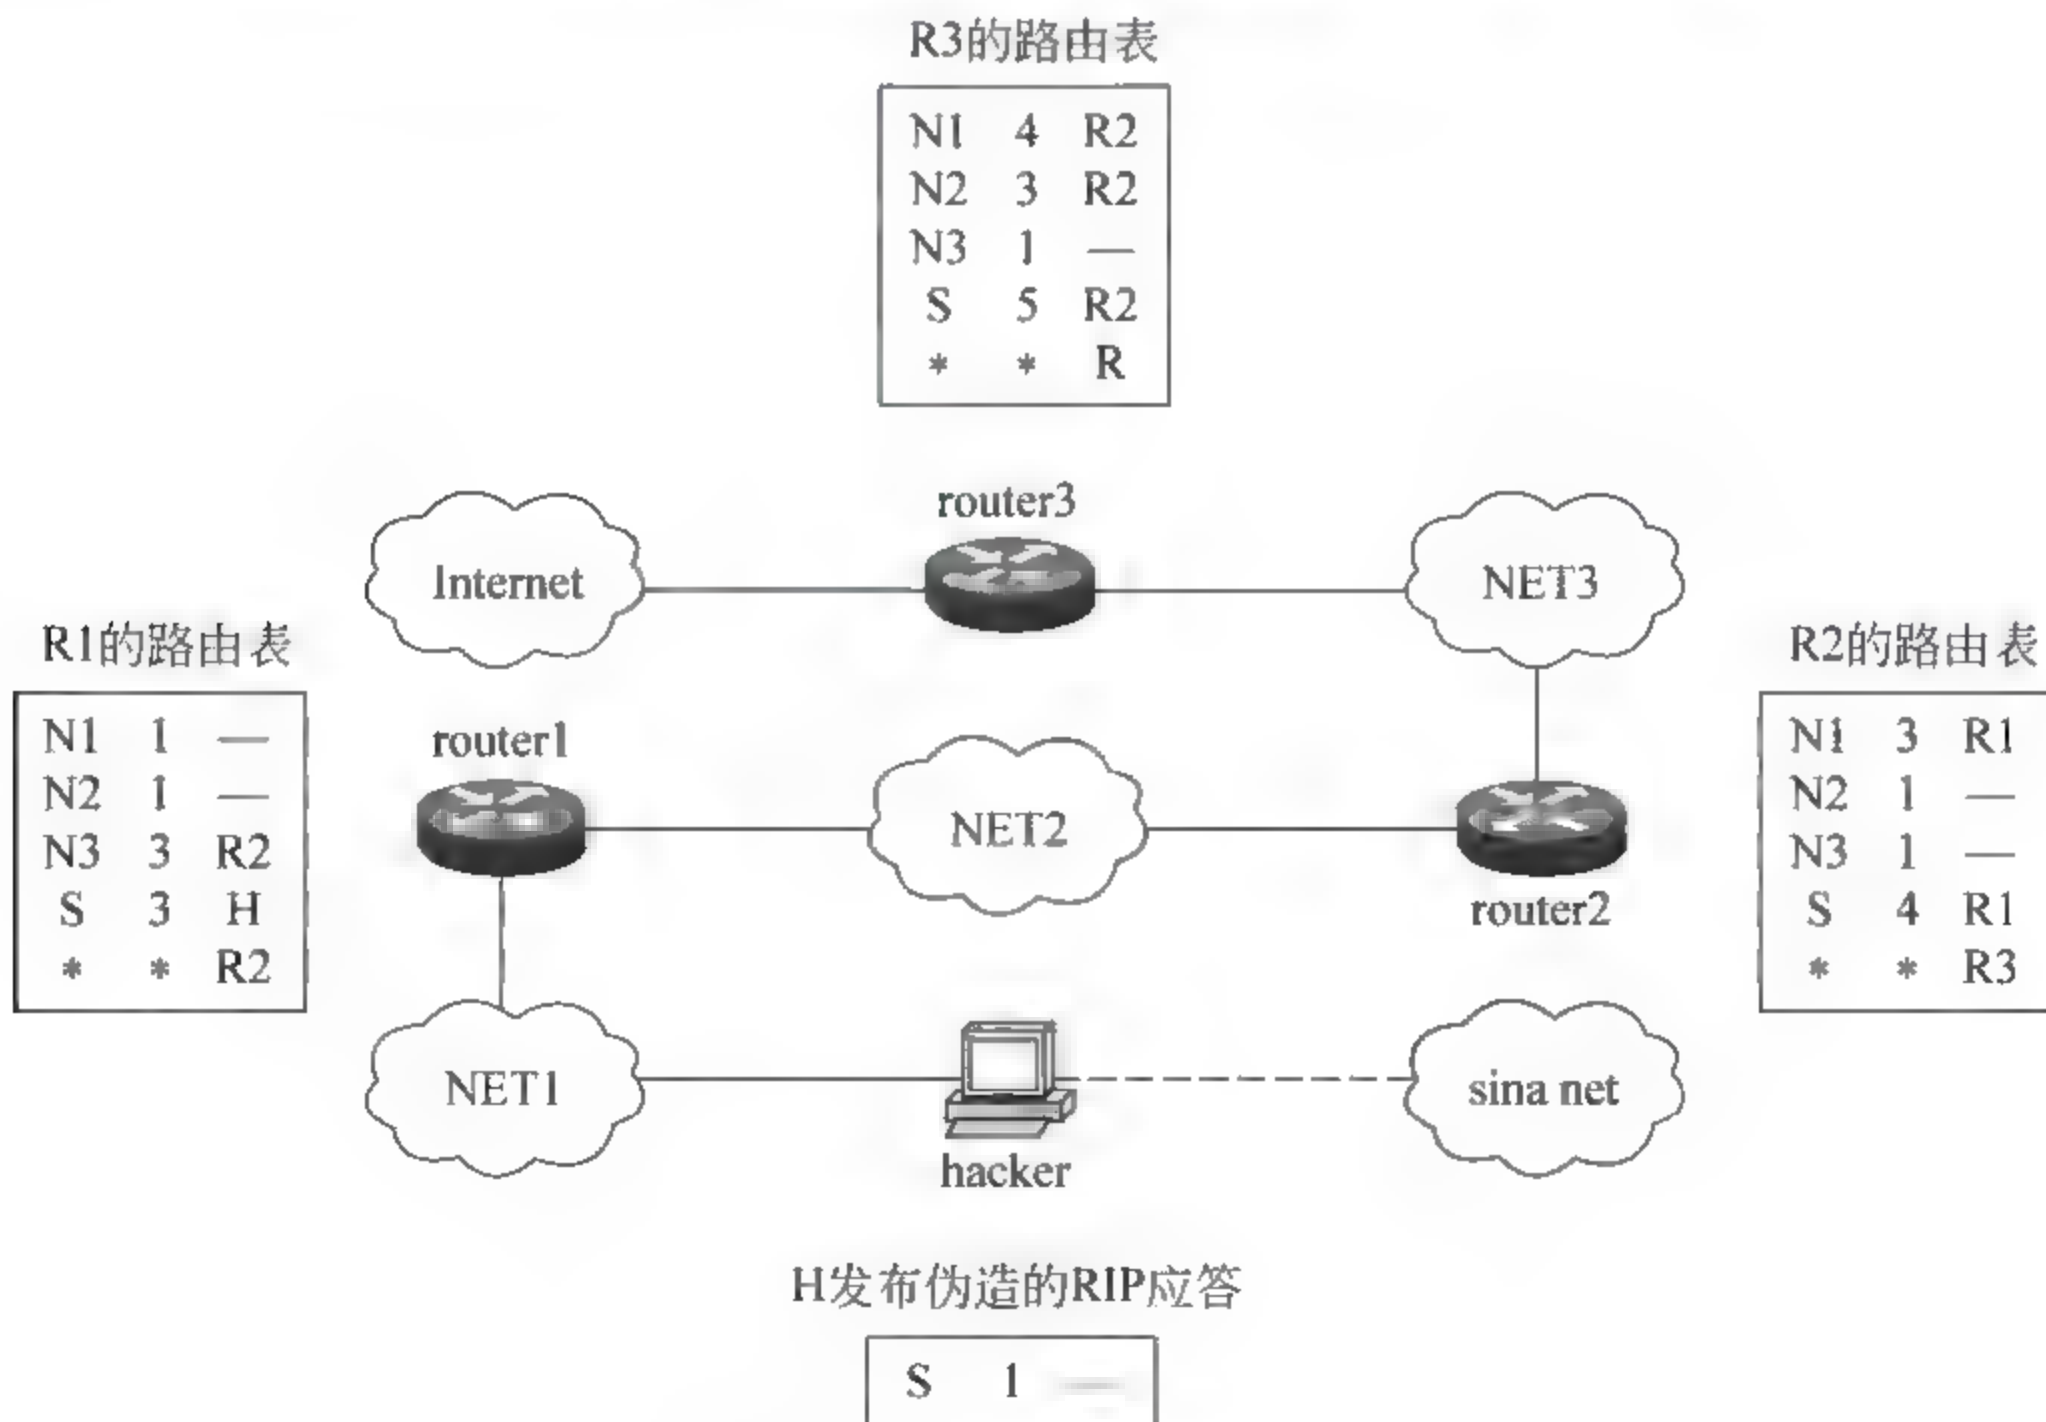 R3的路由表
N1 4 R2
N2 3 R2
N3 1 —
S 5 R2
* * R
router3
Internet
NET3
R1的路由表
N1 1 —
N2 1 —
N3 3 R2
S 3 H
* * R2
router1
NET2
router2
R2的路由表
N1 3 R1
N2 1 —
N3 1 —
S 4 R1
* * R3
NET1
hacker
sina net
H发布伪造的RIP应答
S 1 —